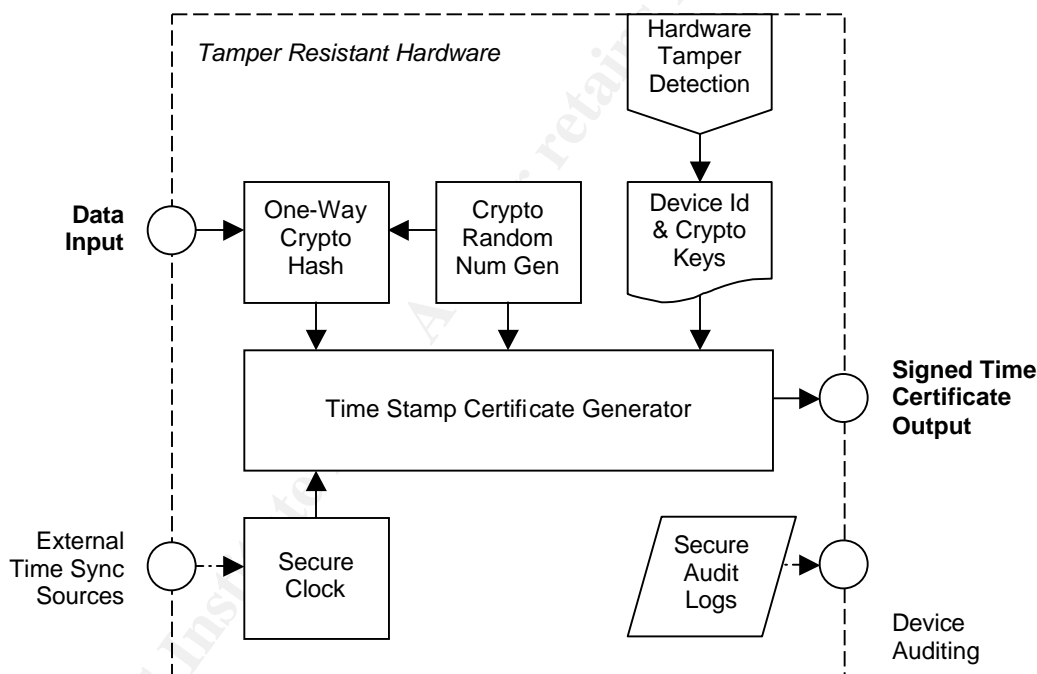 Tamper Resistant Hardware
Hardware
Tamper
Detection
Data
Input
One-Way
Crypto
Hash
Crypto
Random
Num Gen
Device Id
& Crypto
Keys
Time Stamp Certificate Generator
Signed Time
Certificate
Output
External
Time Sync
Sources
Secure
Clock
Secure
Audit
Logs
Device
Auditing